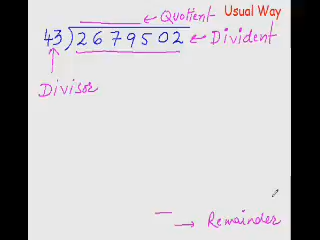 Quotient Usual Way
43)2679502 Divident
Divisor
Remainder